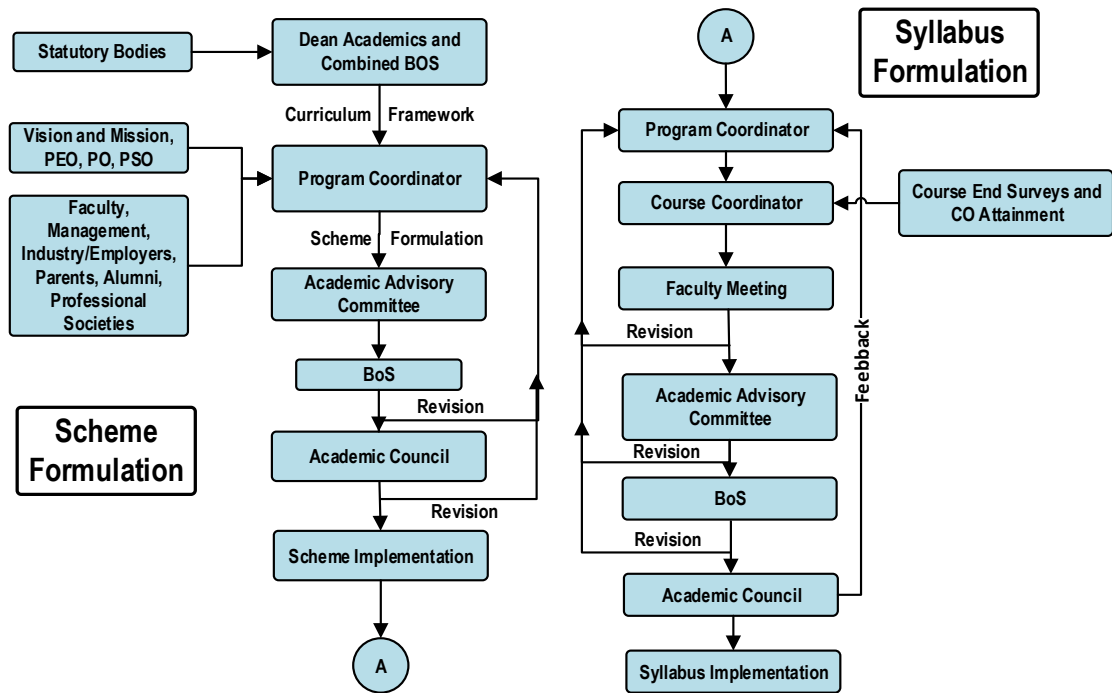 Statutory Bodies
Dean Academics and
Combined BOS
Curriculum Framework
Vision and Mission,
PEO, PO, PSO
Program Coordinator
Faculty,
Management,
Industry/Employers,
Parents, Alumni,
Professional
Societies
Scheme Formulation
Academic Advisory
Committee
BoS
Revision
Scheme
Formulation
Academic Council
Revision
Scheme Implementation
A
A
Syllabus
Formulation
Program Coordinator
Course Coordinator
Course End Surveys and
CO Attainment
Faculty Meeting
Revision
Feebback
Academic Advisory
Committee
Revision
BoS
Revision
Academic Council
Syllabus Implementation